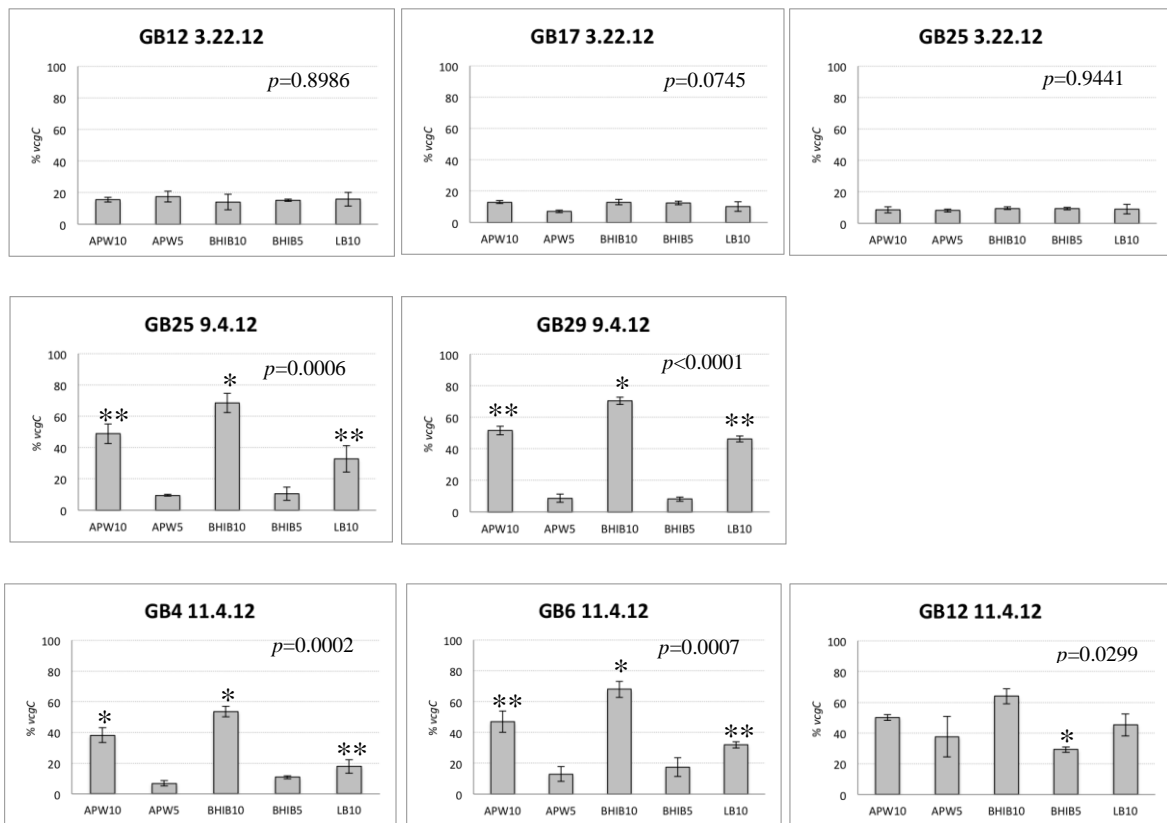 GB12 3.22.12
p=0.8986
% vcgC
100
80
60
40
20
0
APW10 APW5 BHIB10 BHIB5 LB10
GB17 3.22.12
p=0.0745
% vcgC
100
80
60
40
20
0
APW10 APW5 BHIB10 BHIB5 LB10
GB25 3.22.12
p=0.9441
% vcgC
100
80
60
40
20
0
APW10 APW5 BHIB10 BHIB5 LB10
GB25 9.4.12
p=0.0006
% vcgC
100
80
60
40
20
0
** * **
APW10 APW5 BHIB10 BHIB5 LB10
GB29 9.4.12
p<0.0001
% vcgC
100
80
60
40
20
0
** * **
APW10 APW5 BHIB10 BHIB5 LB10
GB4 11.4.12
p=0.0002
% vcgC
100
80
60
40
20
0
* * **
APW10 APW5 BHIB10 BHIB5 LB10
GB6 11.4.12
p=0.0007
% vcgC
100
80
60
40
20
0
** * **
APW10 APW5 BHIB10 BHIB5 LB10
GB12 11.4.12
p=0.0299
% vcgC
100
80
60
40
20
0
*
APW10 APW5 BHIB10 BHIB5 LB10